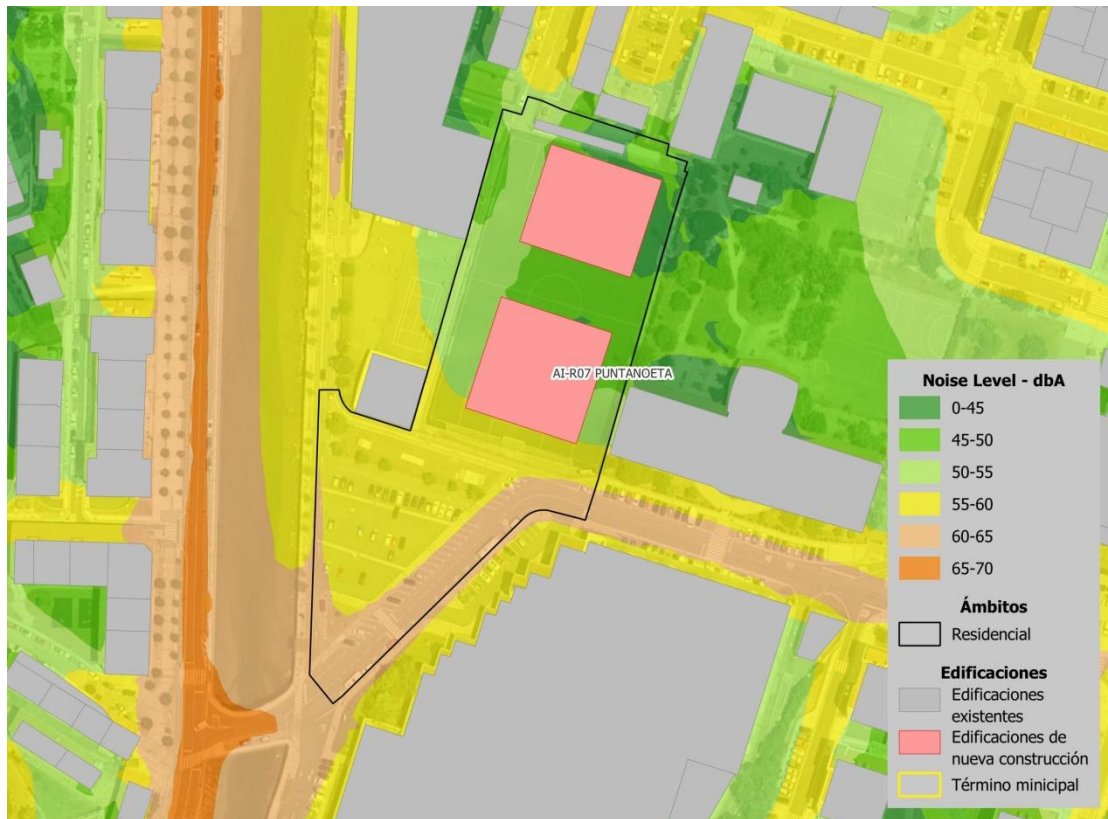 AI-R07 PUNTANOETA
Noise Level - dbA
0-45
45-50
50-55
55-60
60-65
65-70
Ámbitos
Residencial
Edificaciones
Edificaciones
existentes
Edificaciones de
nueva construcción
Término minicipal